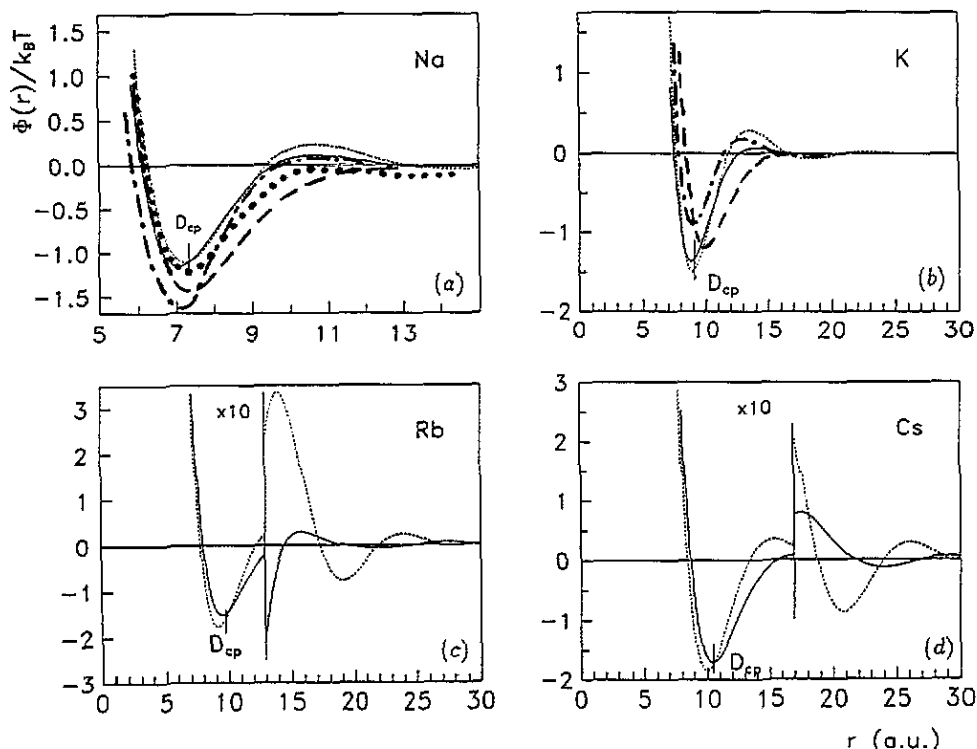 Φ(r)/k_BT
1.5
1.0
0.5
0.0
−0.5
−1.0
−1.5
Na
D_cp
(a)
5 7 9 11 13
1
0
−1
−2
K
D_cp
(b)
0 5 10 15 20 25 30
3
2
1
0
−1
−2
−3
x10
Rb
D_cp
(c)
0 5 10 15 20 25 30
3
2
1
0
−1
−2
x10
Cs
D_cp
(d)
0 5 10 15 20 25 30
r (a.u.)